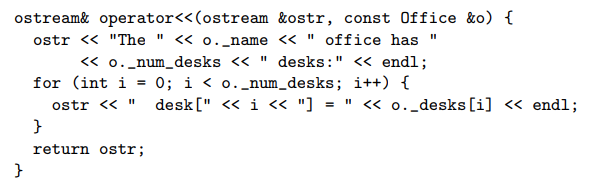 ostream& operator<<(ostream &ostr, const Office &o) {
  ostr << "The " << o._name << " office has "
       << o._num_desks << " desks:" << endl;
  for (int i = 0; i < o._num_desks; i++) {
    ostr << "  desk[" << i << "] = " << o._desks[i] << endl;
  }
  return ostr;
}